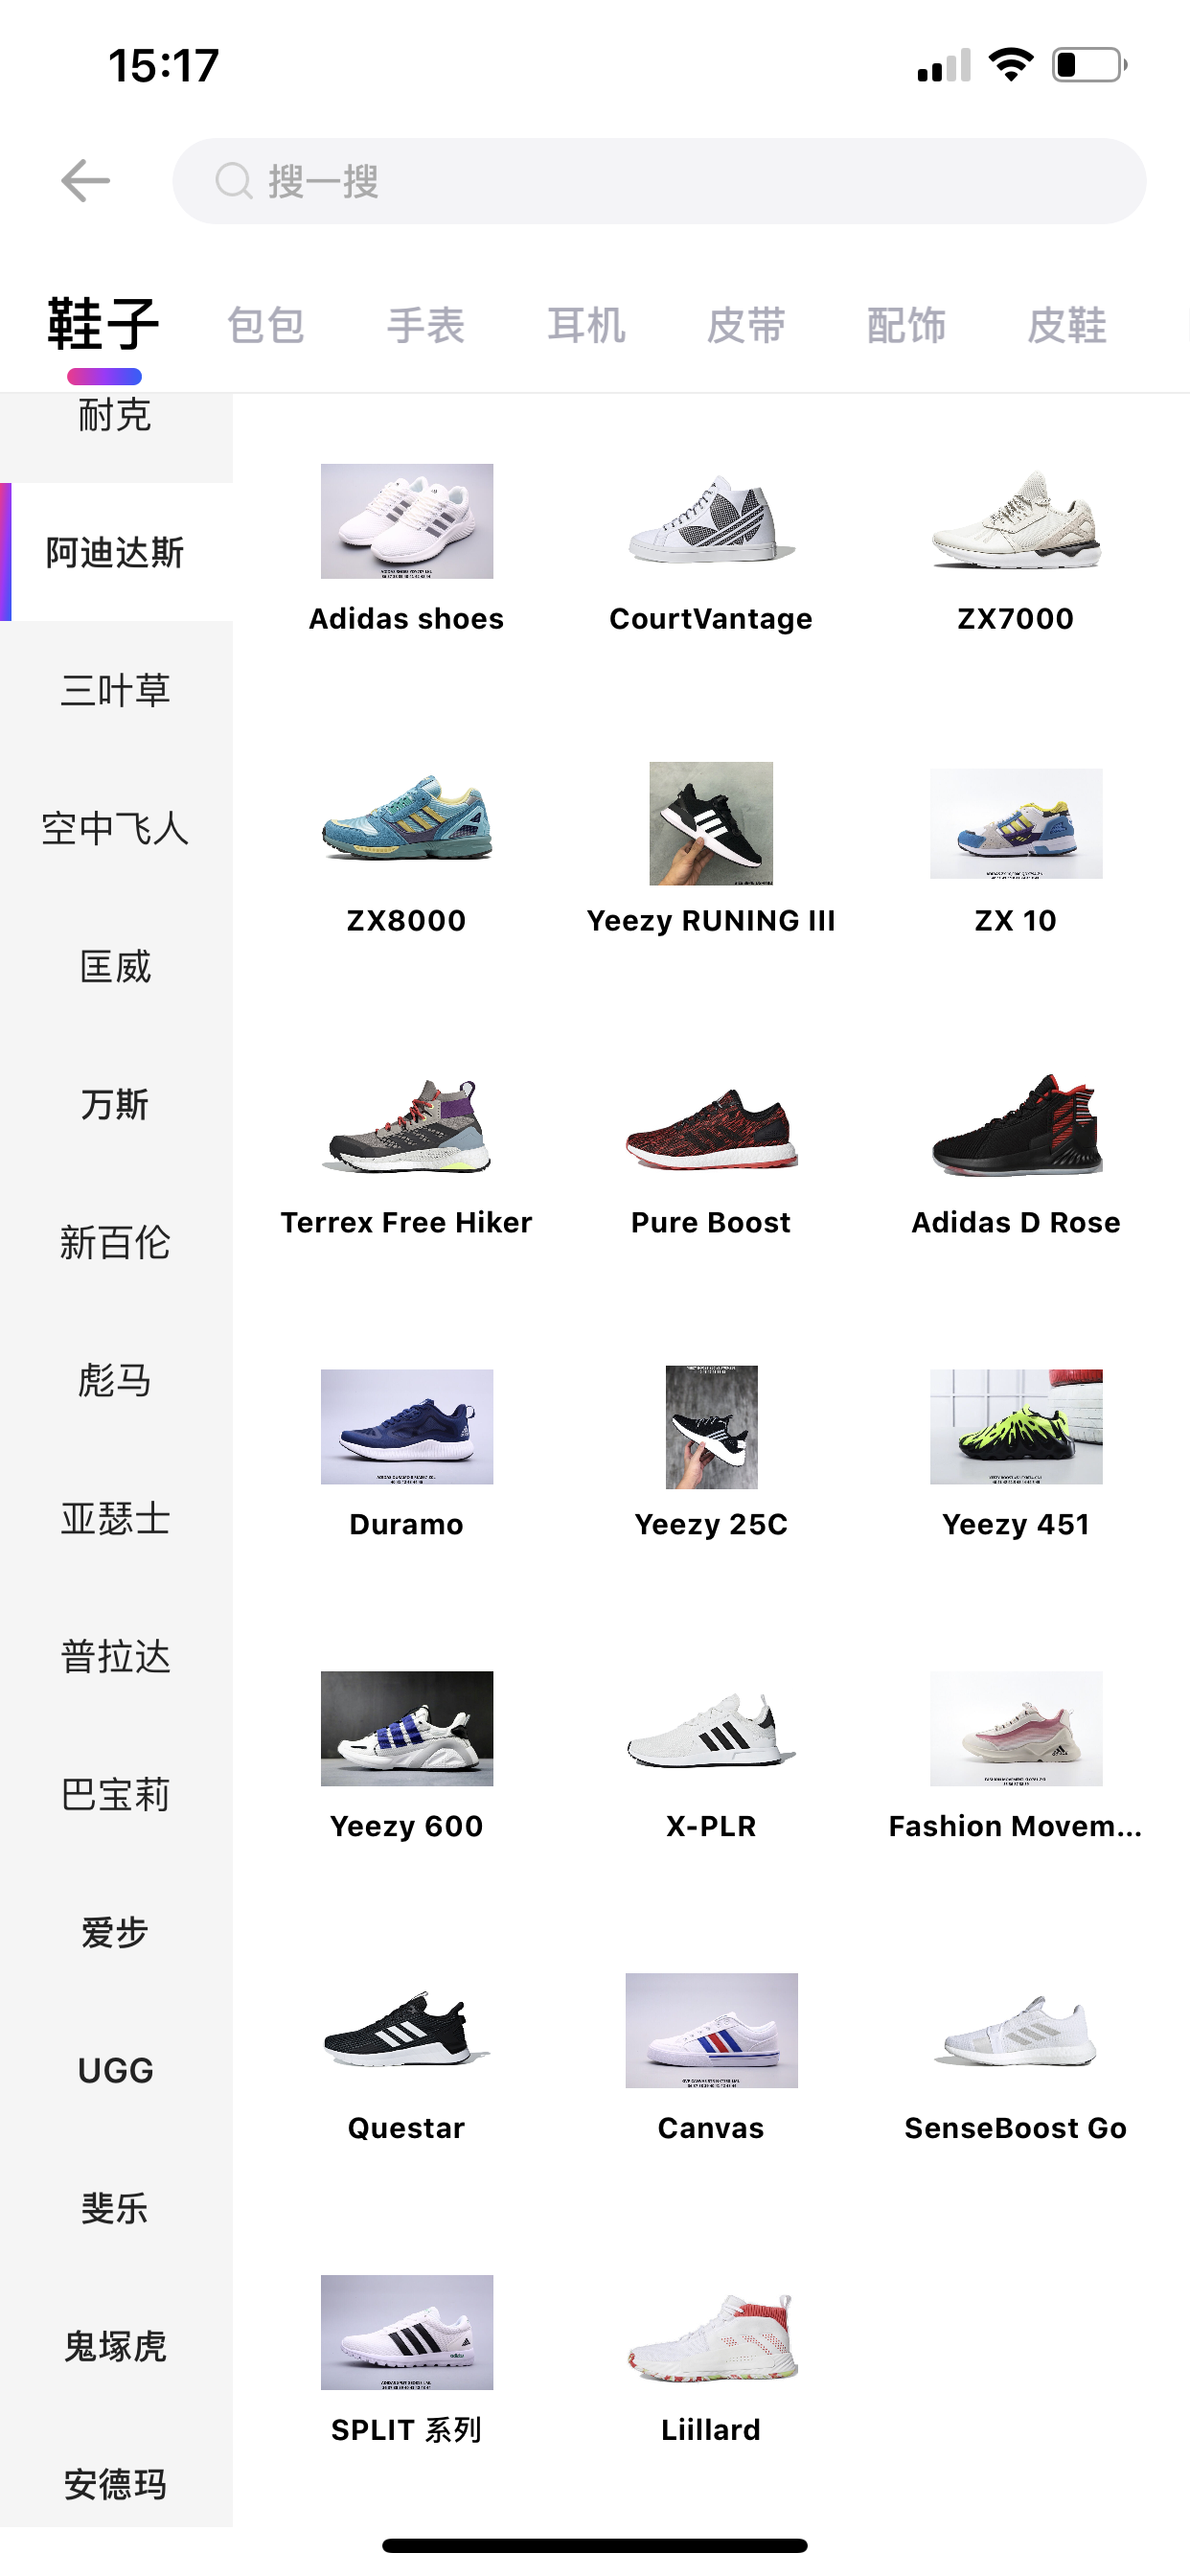 15:17
搜一搜
鞋子 包包 手表 耳机 皮带 配饰 皮鞋
耐克
阿迪达斯
三叶草
空中飞人
匡威
万斯
新百伦
彪马
亚瑟士
普拉达
巴宝莉
爱步
UGG
斐乐
鬼塚虎
安德玛
Adidas shoes CourtVantage ZX7000
ZX8000 Yeezy RUNING III ZX 10
Terrex Free Hiker Pure Boost Adidas D Rose
Duramo Yeezy 25C Yeezy 451
Yeezy 600 X-PLR Fashion Movem...
Questar Canvas SenseBoost Go
SPLIT 系列 Liillard